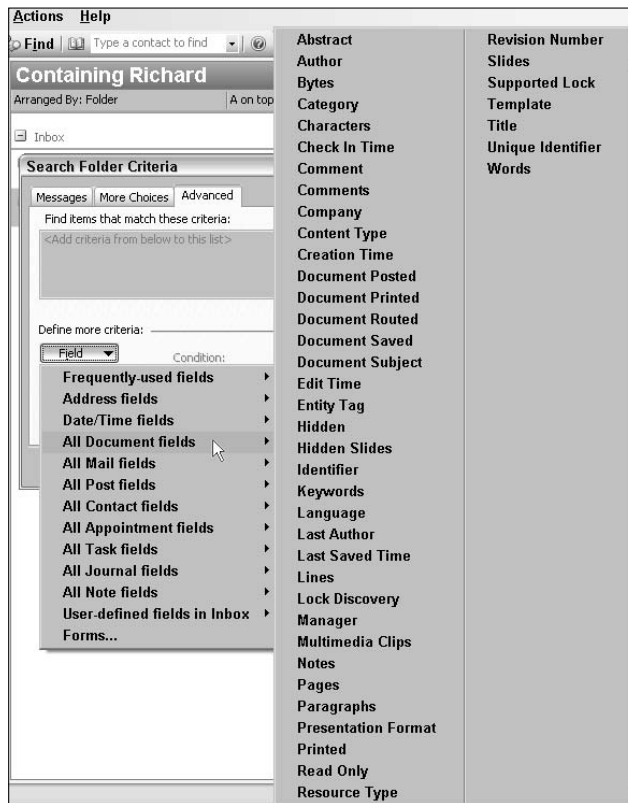 Actions Help
Find Type a contact to find
Containing Richard
Arranged By: Folder A on top
Inbox
Search Folder Criteria
Messages More Choices Advanced
Find items that match these criteria:
<Add criteria from below to this list>
Define more criteria:
Field Condition:
Frequently-used fields
Address fields
Date/Time fields
All Document fields
All Mail fields
All Post fields
All Contact fields
All Appointment fields
All Task fields
All Journal fields
All Note fields
User-defined fields in Inbox
Forms...
Abstract
Author
Bytes
Category
Characters
Check In Time
Comment
Comments
Company
Content Type
Creation Time
Document Posted
Document Printed
Document Routed
Document Saved
Document Subject
Edit Time
Entity Tag
Hidden
Hidden Slides
Identifier
Keywords
Language
Last Author
Last Saved Time
Lines
Lock Discovery
Manager
Multimedia Clips
Notes
Pages
Paragraphs
Presentation Format
Printed
Read Only
Resource Type
Revision Number
Slides
Supported Lock
Template
Title
Unique Identifier
Words